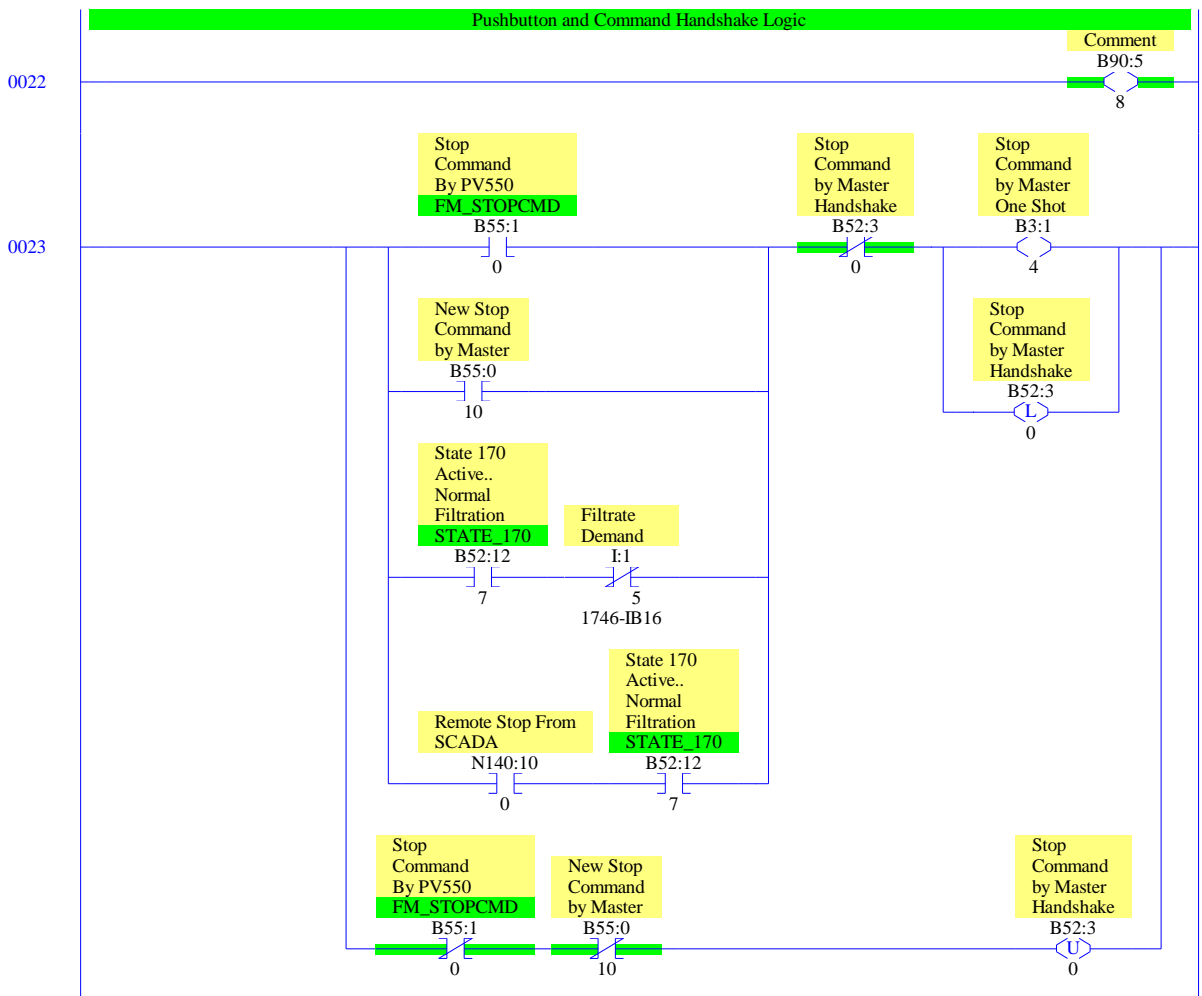 Pushbutton and Command Handshake Logic
Comment
B90:5
0022
8
Stop
Command
By PV550
FM_STOPCMD
B55:1
0
Stop
Command
by Master
Handshake
B52:3
0
Stop
Command
by Master
One Shot
B3:1
4
0023
New Stop
Command
by Master
B55:0
10
Stop
Command
by Master
Handshake
B52:3
L
0
State 170
Active..
Normal
Filtration
STATE_170
B52:12
7
Filtrate
Demand
I:1
5
1746-IB16
Remote Stop From
SCADA
N140:10
0
State 170
Active..
Normal
Filtration
STATE_170
B52:12
7
Stop
Command
By PV550
FM_STOPCMD
B55:1
0
New Stop
Command
by Master
B55:0
10
Stop
Command
by Master
Handshake
B52:3
U
0